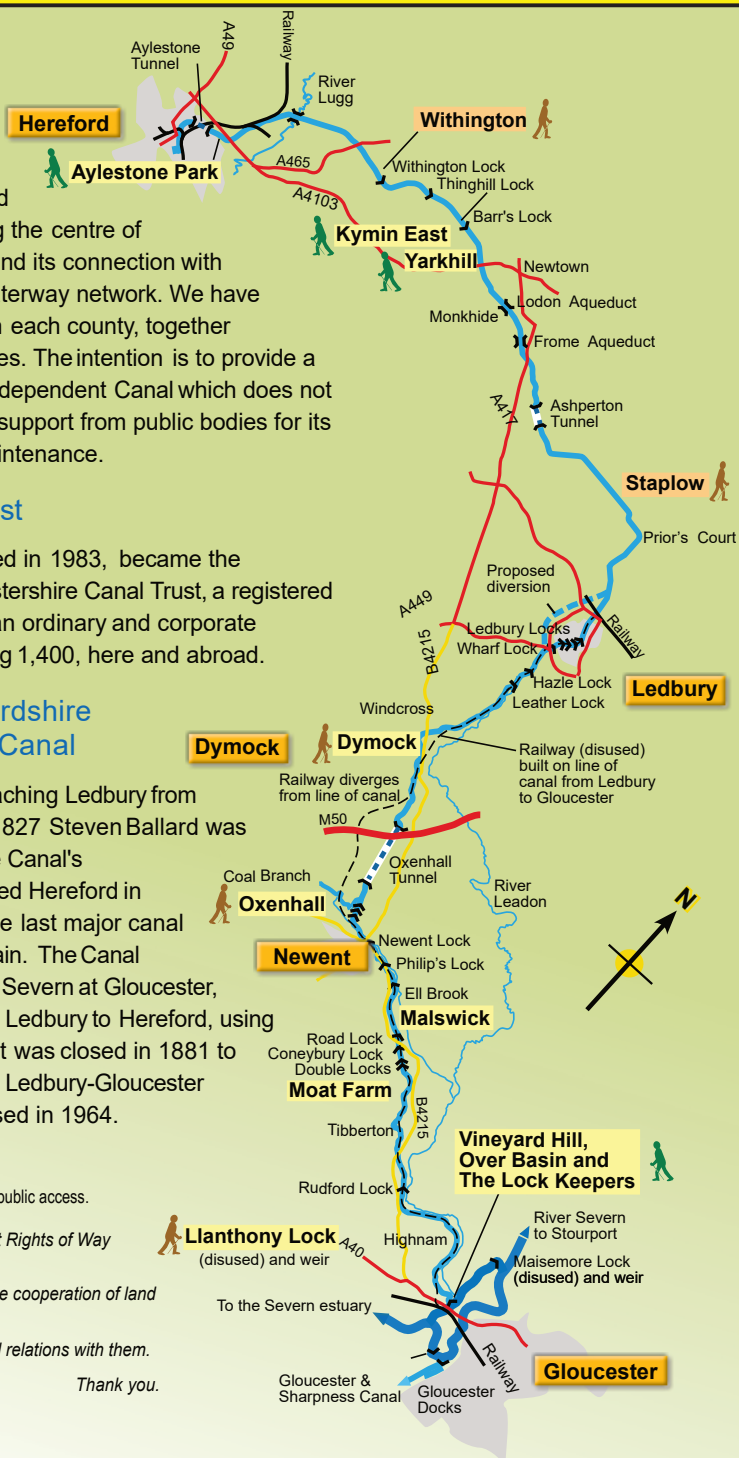 A49
Railway
Aylestone
Tunnel
River
Lugg
Hereford
Withington
Aylestone Park
A465
Withington Lock
Thinghill Lock
A4103
Barr's Lock
Kymin East
Yarkhill
Newtown
Lodon Aqueduct
Monkhide
Frome Aqueduct
A417
Ashperton
Tunnel
Staplow
Prior's Court
Proposed
diversion
A449
Ledbury Locks
Railway
Wharf Lock
B4215
Hazle Lock
Leather Lock
Ledbury
Windcross
Dymock
Dymock
Railway (disused)
built on line of
canal from Ledbury
to Gloucester
Railway diverges
from line of canal
M50
Oxenhall
Tunnel
Coal Branch
River
Leadon
N
Oxenhall
Newent Lock
Newent
Philip's Lock
Ell Brook
Malswick
Road Lock
Coneybury Lock
Double Locks
Moat Farm
B4215
Tibberton
Vineyard Hill,
Over Basin and
The Lock Keepers
Rudford Lock
Llanthony Lock
(disused) and weir
A40
Highnam
River Severn
to Stourport
Maisemore Lock
(disused) and weir
To the Severn estuary
Railway
Gloucester
Gloucester &
Sharpness Canal
Gloucester
Docks
d
g the centre of
nd its connection with
terway network. We have
n each county, together
es. The intention is to provide a
dependent Canal which does not
support from public bodies for its
intenance.
st
ed in 1983, became the
stershire Canal Trust, a registered
an ordinary and corporate
g 1,400, here and abroad.
rdshire
Canal
aching Ledbury from
827 Steven Ballard was
e Canal's
ed Hereford in
e last major canal
ain. The Canal
Severn at Gloucester,
Ledbury to Hereford, using
t was closed in 1881 to
Ledbury-Gloucester
sed in 1964.
public access.
t Rights of Way
e cooperation of land
d relations with them.
Thank you.